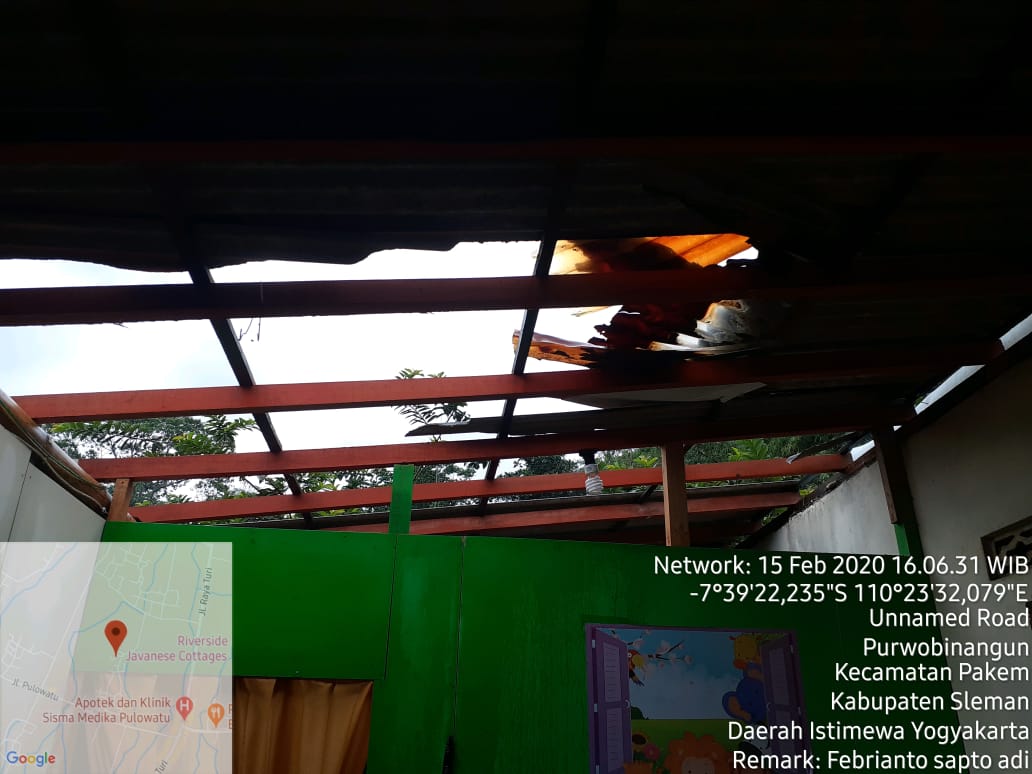 Network: 15 Feb 2020 16.06.31 WIB
-7°39'22,235"S 110°23'32,079"E
Unnamed Road
Purwobinangun
Kecamatan Pakem
Kabupaten Sleman
Daerah Istimewa Yogyakarta
Remark: Febrianto sapto adi
Jl. Raya Turi
Riverside
Javanese Cottages
Jl. Pulowatu
Apotek dan Klinik
Sisma Medika Pulowatu
Google